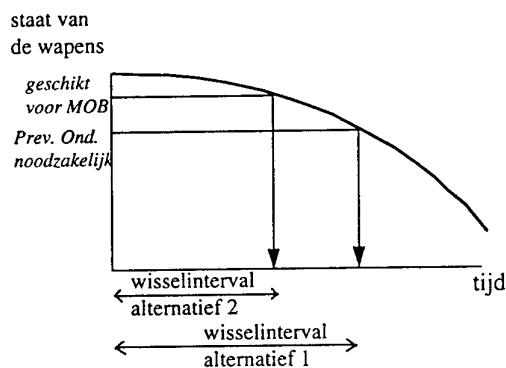 staat van
de wapens
geschikt
voor MOB
Prev. Ond.
noodzakelijk
tijd
wisselinterval
alternatief 2
wisselinterval
alternatief 1